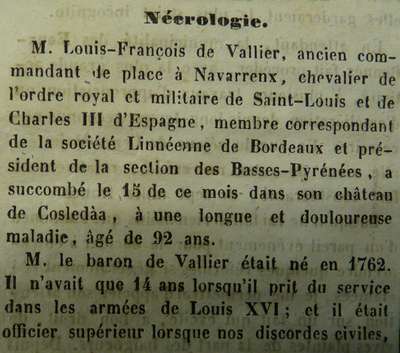 Nécrologie.
M. Louis-François de Vallier, ancien com-
mandant de place à Navarrenx, chevalier de
l'ordre royal et militaire de Saint-Louis et de
Charles III d'Espagne, membre correspondant
de la société Linnéenne de Bordeaux et pré-
sident de la section des Basses-Pyrénées, a
succombé le 15 de ce mois dans son château
de Cosledàa, à une longue et douloureuse
maladie, âgé de 92 ans.
M. le baron de Vallier était né en 1762.
Il n'avait que 14 ans lorsqu'il prit du service
dans les armées de Louis XVI; et il était
officier supérieur lorsque nos discordes civiles,